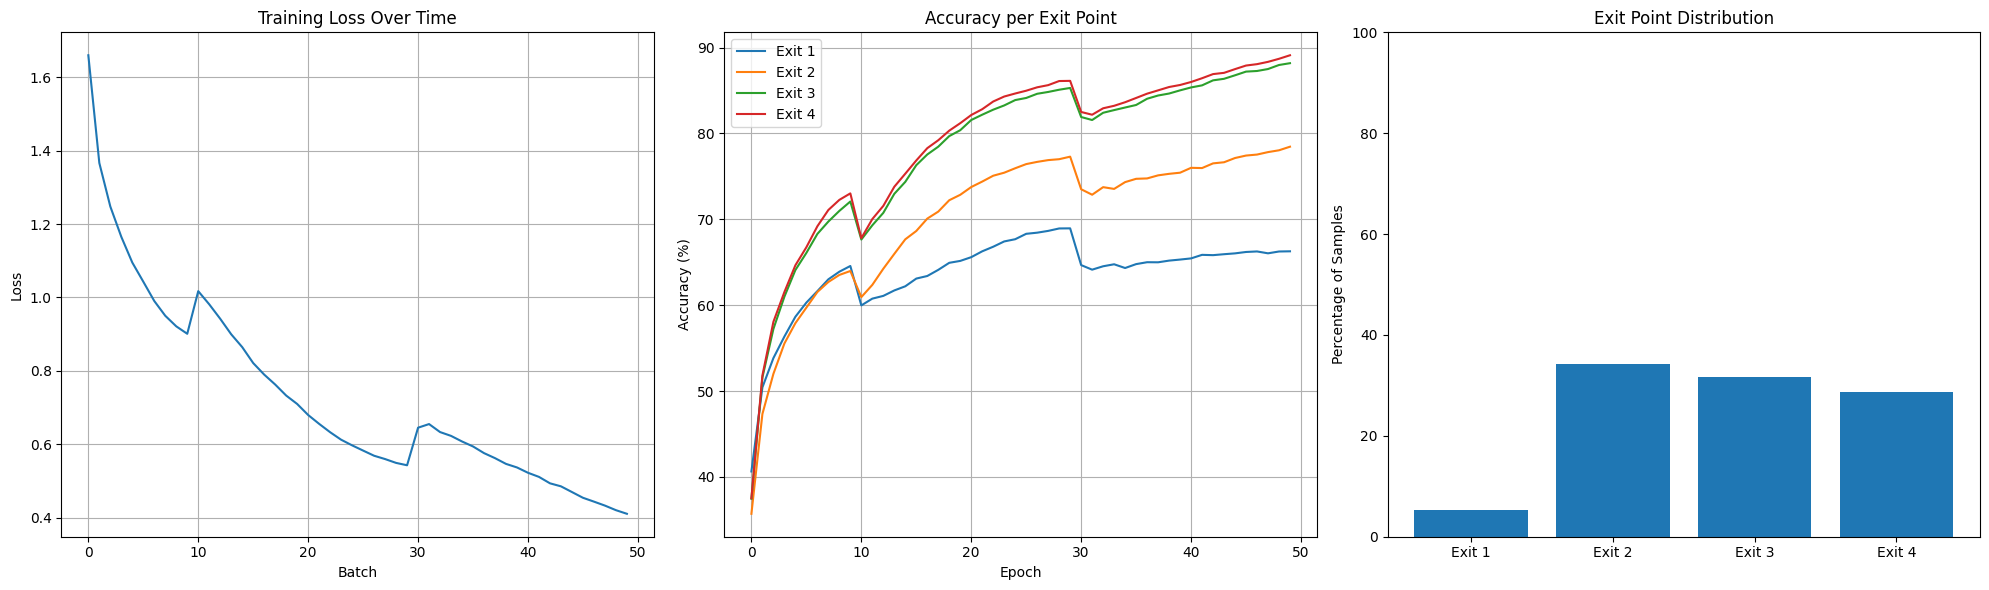 Training Loss Over Time
1.6
1.4
1.2
1.0
0.8
0.6
0.4
Loss
0 10 20 30 40 50
Batch
Accuracy per Exit Point
Exit 1
Exit 2
Exit 3
Exit 4
90
80
70
60
50
40
Accuracy (%)
0 10 20 30 40 50
Epoch
Exit Point Distribution
100
80
60
40
20
0
Percentage of Samples
Exit 1 Exit 2 Exit 3 Exit 4